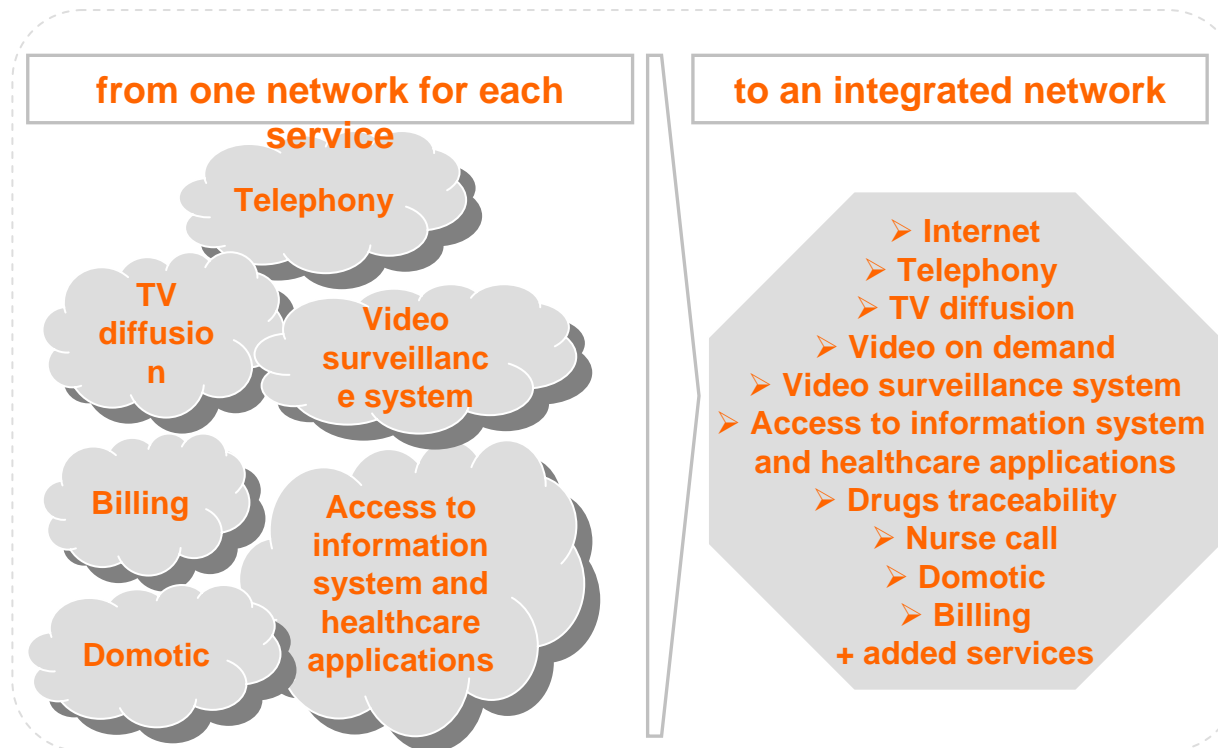 from one network for each
service
Telephony
TV
diffusio
n
Video
surveillanc
e system
Billing
Access to
information
system and
healthcare
applications
Domotic
to an integrated network
➢ Internet
➢ Telephony
➢ TV diffusion
➢ Video on demand
➢ Video surveillance system
➢ Access to information system
and healthcare applications
➢ Drugs traceability
➢ Nurse call
➢ Domotic
➢ Billing
+ added services